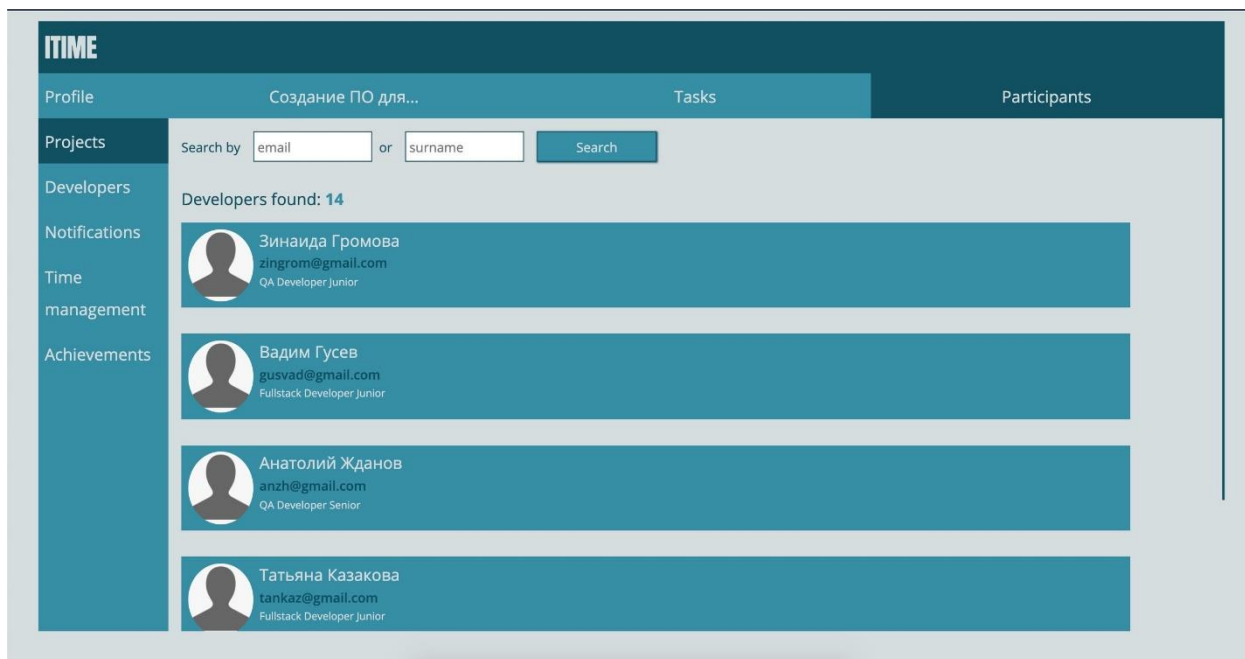 ITIME
Profile Создание ПО для... Tasks Participants
Projects
Developers
Notifications
Time
management
Achievements
Search by email or surname Search
Developers found: 14
Зинаида Громова
zingrom@gmail.com
QA Developer Junior
Вадим Гусев
gusvad@gmail.com
Fullstack Developer Junior
Анатолий Жданов
anzh@gmail.com
QA Developer Senior
Татьяна Казакова
tankaz@gmail.com
Fullstack Developer Junior